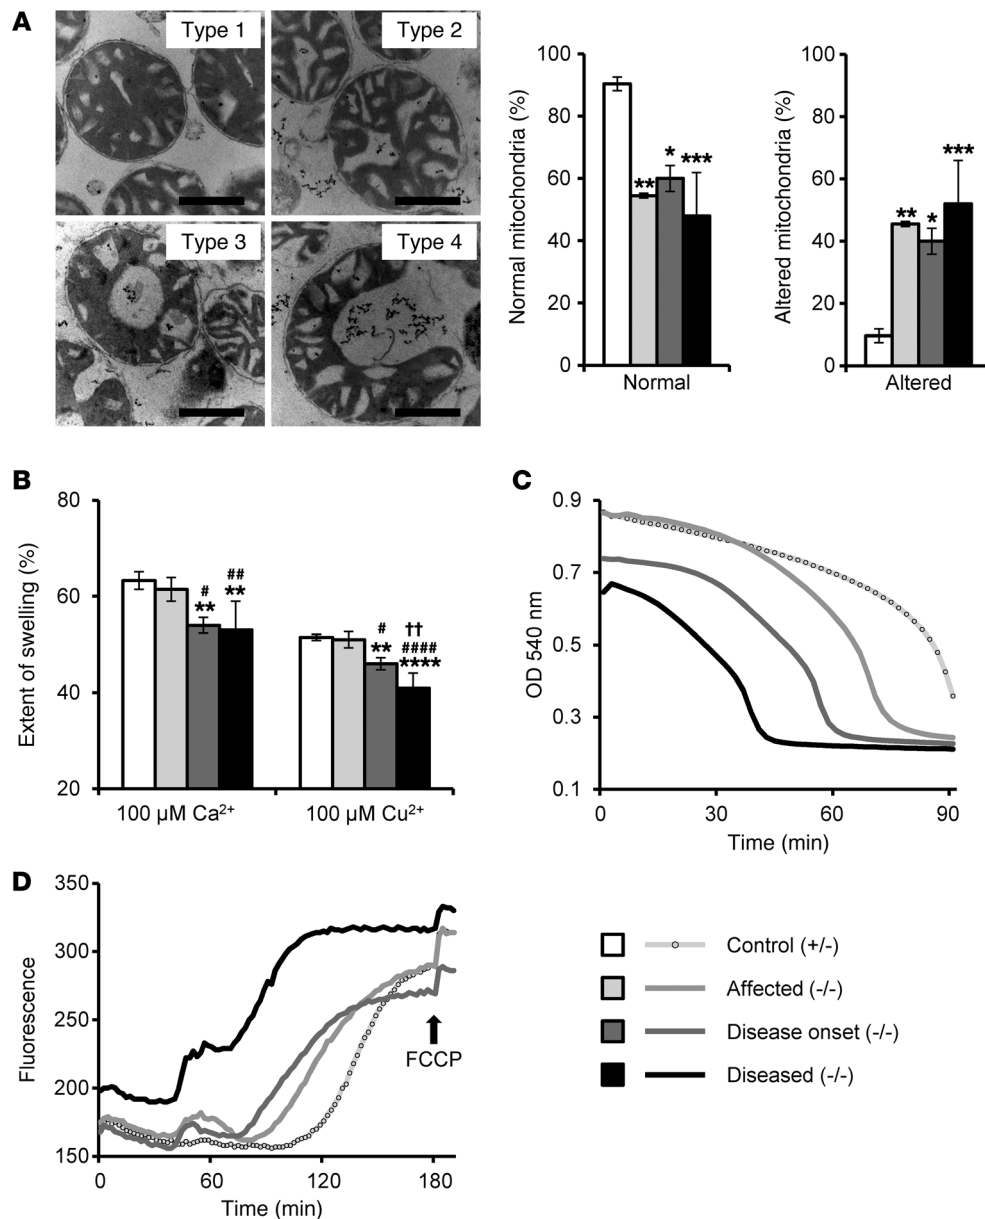 A
Type 1
Type 2
Type 3
Type 4
Normal mitochondria (%)
100
80
60
40
20
0
**
*
***
Normal
Altered mitochondria (%)
100
80
60
40
20
0
**
*
***
Altered
B
Extent of swelling (%)
80
60
40
20
#
**
##
**
#
**
††
####
****
100 µM Ca²⁺
100 µM Cu²⁺
C
OD 540 nm
0.9
0.7
0.5
0.3
0.1
0
30
60
90
Time (min)
D
Fluorescence
350
300
250
200
150
FCCP
0
60
120
180
Time (min)
Control (+/-)
Affected (-/-)
Disease onset (-/-)
Diseased (-/-)